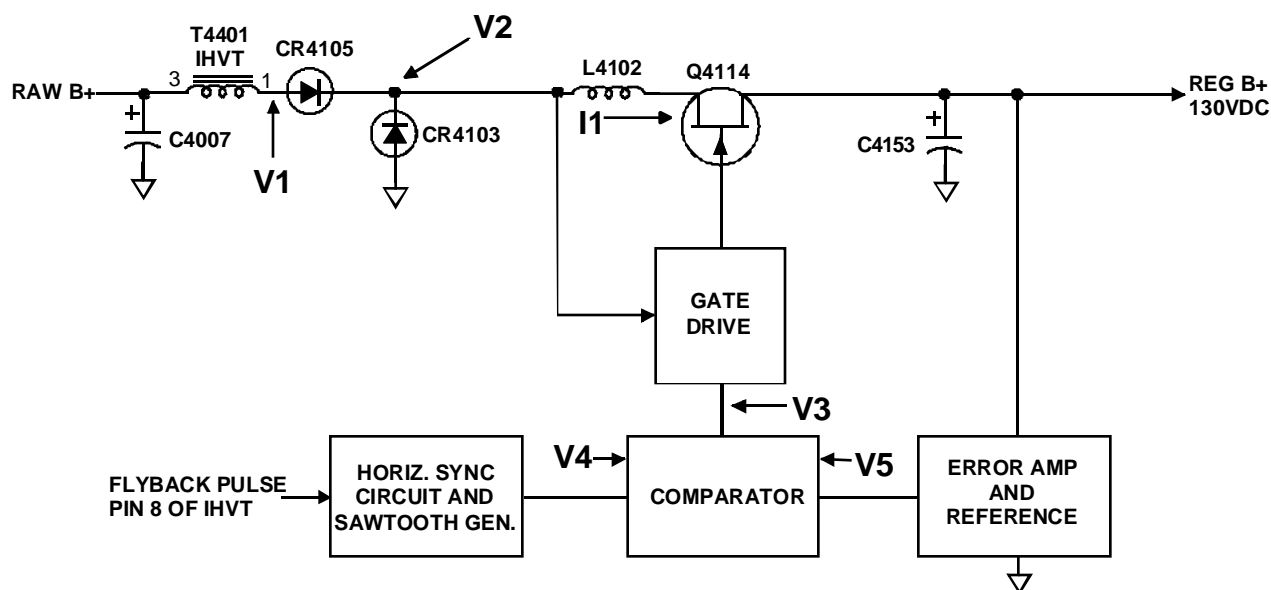 V2
T4401
IHVT
CR4105
L4102
Q4114
RAW B+
3
1
REG B+
130VDC
I1
+
C4007
CR4103
+
C4153
V1
GATE
DRIVE
V3
V4
V5
FLYBACK PULSE
PIN 8 OF IHVT
HORIZ. SYNC
CIRCUIT AND
SAWTOOTH GEN.
COMPARATOR
ERROR AMP
AND
REFERENCE